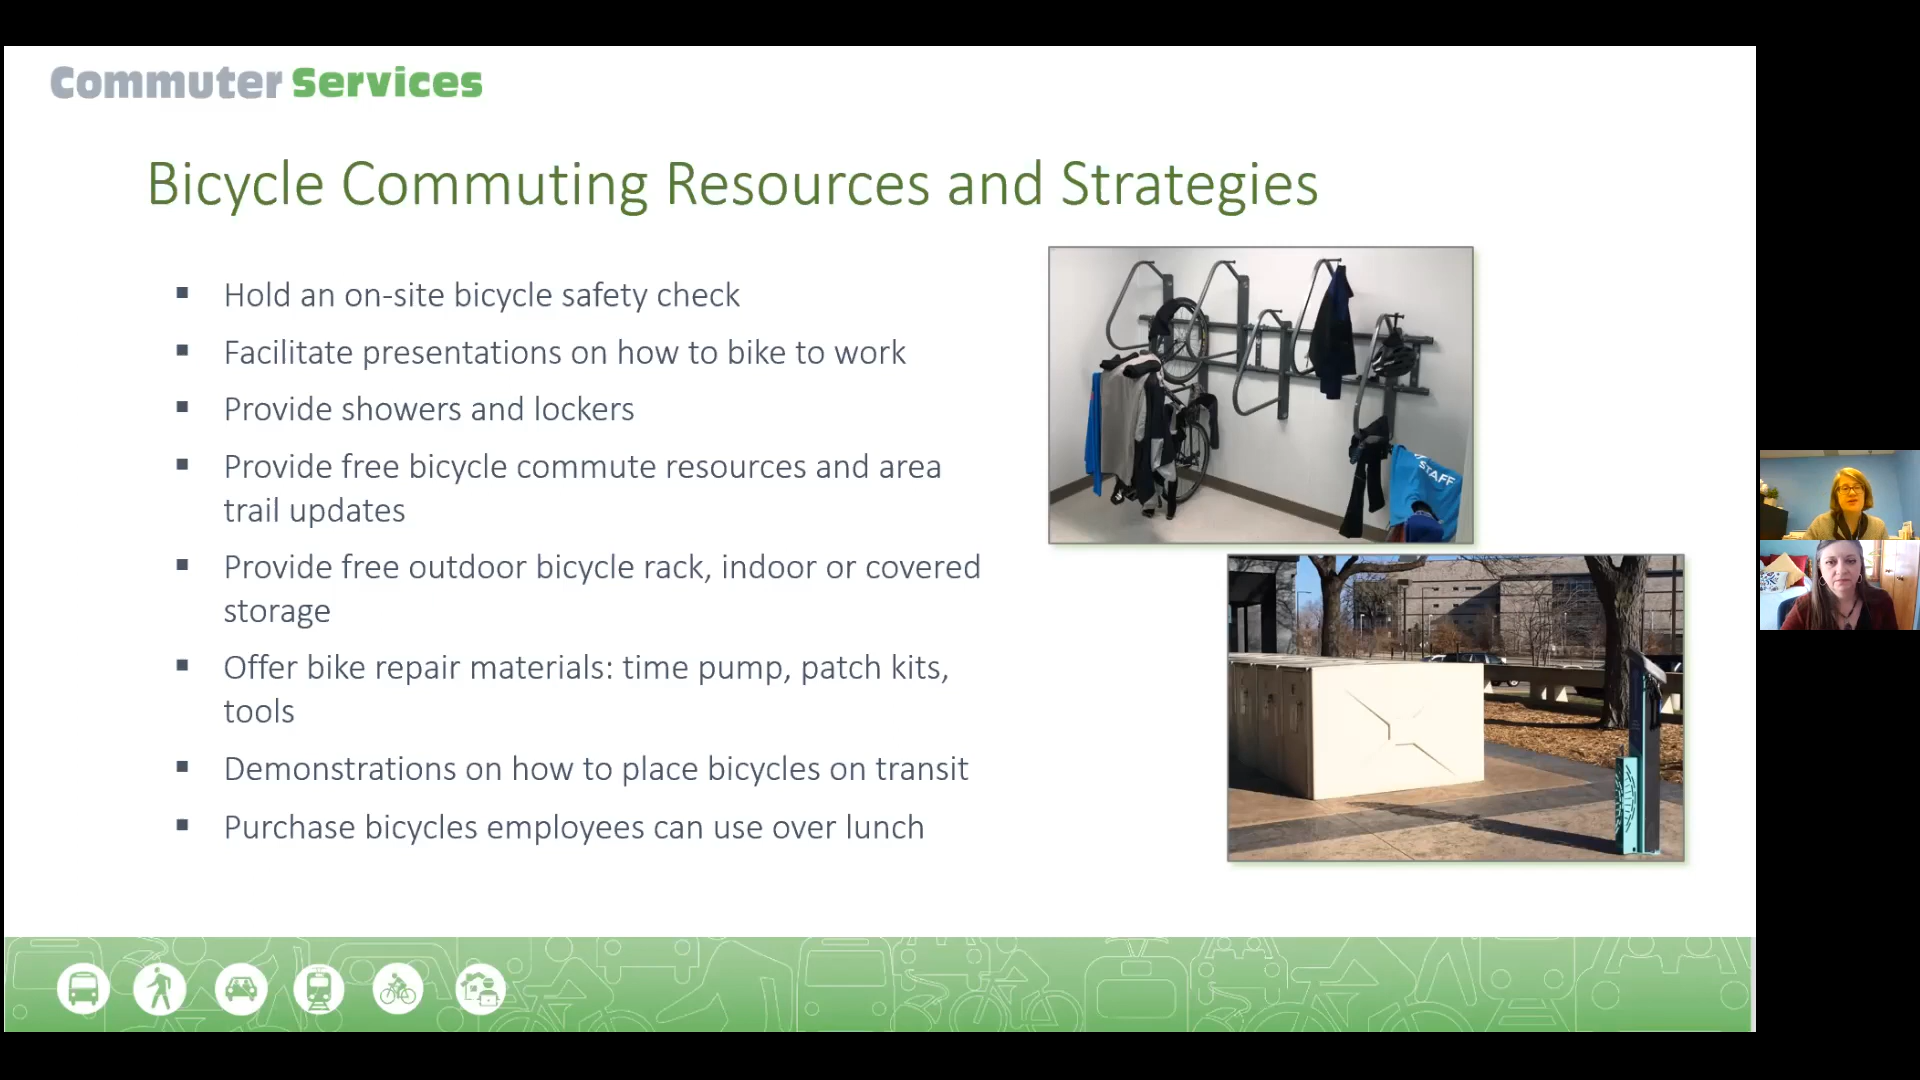 Commuter Services
Bicycle Commuting Resources and Strategies
▪ Hold an on-site bicycle safety check
▪ Facilitate presentations on how to bike to work
▪ Provide showers and lockers
▪ Provide free bicycle commute resources and area
trail updates
▪ Provide free outdoor bicycle rack, indoor or covered
storage
▪ Offer bike repair materials: time pump, patch kits,
tools
▪ Demonstrations on how to place bicycles on transit
▪ Purchase bicycles employees can use over lunch
STAFF